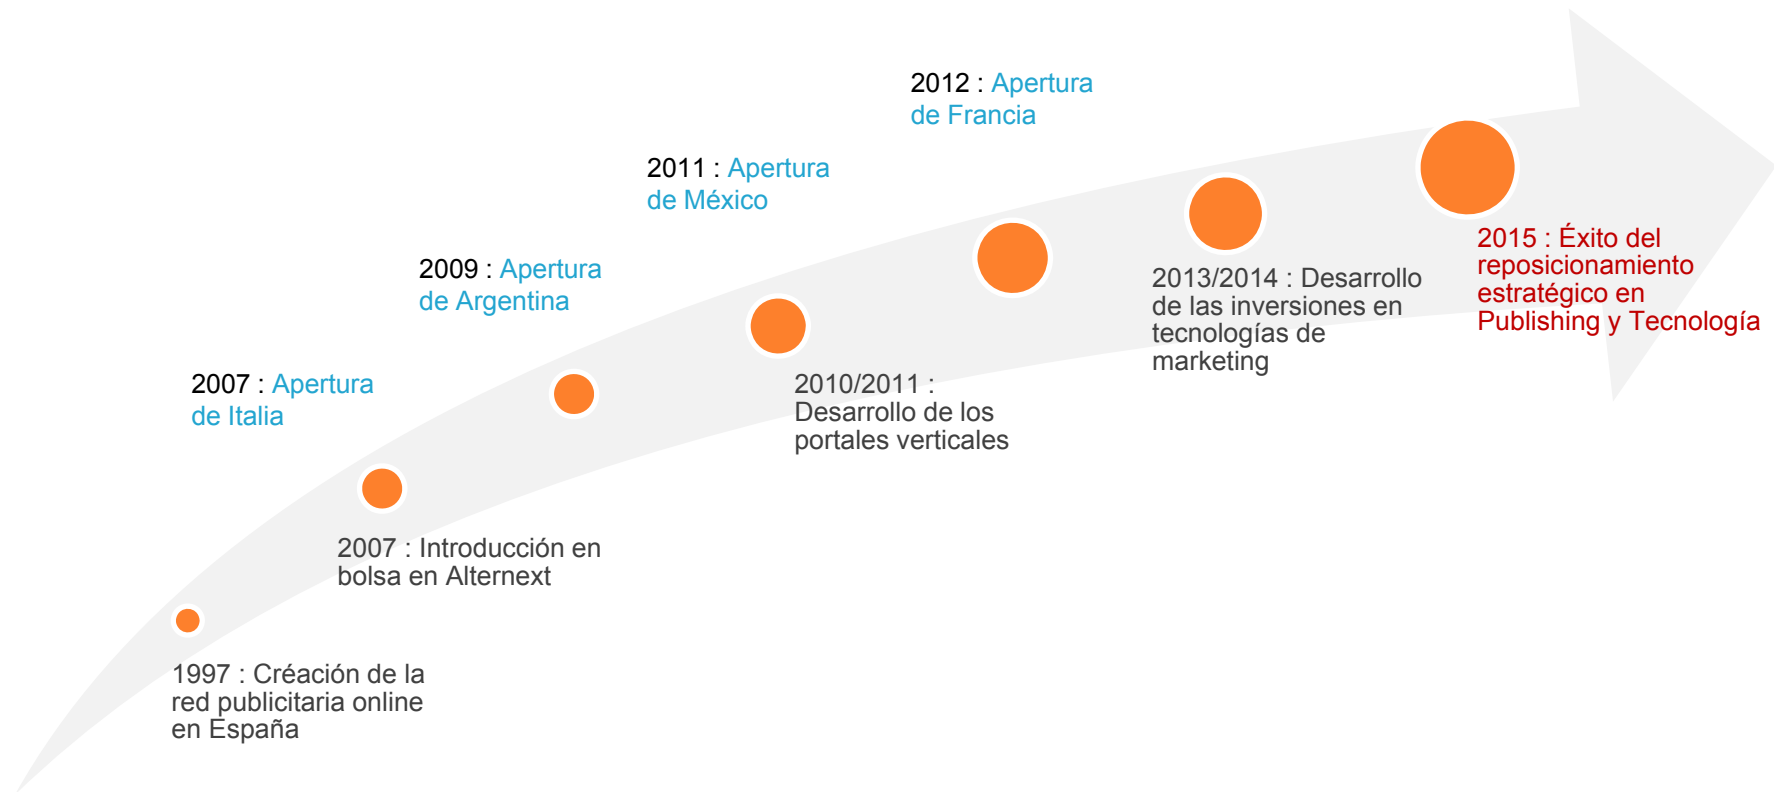 2012 : Apertura
de Francia
2011 : Apertura
de México
2009 : Apertura
de Argentina
2007 : Apertura
de Italia
2015 : Éxito del
reposicionamiento
estratégico en
Publishing y Tecnología
2013/2014 : Desarrollo
de las inversiones en
tecnologías de
marketing
2010/2011 :
Desarrollo de los
portales verticales
2007 : Introducción en
bolsa en Alternext
1997 : Créación de la
red publicitaria online
en España